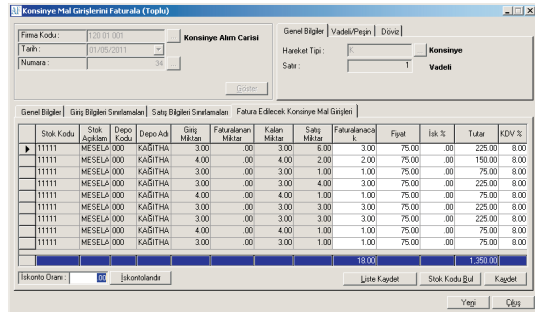 Konsinye Mal Girişlerini Faturala (Toplu)
Firma Kodu : 120 01 001 ... Konsinye Alım Carisi
Tarih : 01/05/2011
Numara : 34 ...
Göster
Genel Bilgiler Vadeli/Peşin Döviz
Hareket Tipi : K ... Konsinye
Satır : 1 Vadeli
Genel Bilgiler Giriş Bilgileri Sınırlamaları Satış Bilgileri Sınırlamaları Fatura Edilecek Konsinye Mal Girişleri
Stok Kodu Stok Açıklam Depo Kodu Depo Adı Giriş Miktarı Faturalanan Miktar Kalan Miktar Satış Miktar Faturalanaca k Fiyat İsk % Tutar KDV %
11111 MESELA 000 KAĞITHA 3.00 .00 3.00 6.00 3.00 75.00 .00 225.00 8.00
11111 MESELA 000 KAĞITHA 4.00 .00 4.00 2.00 2.00 75.00 .00 150.00 8.00
11111 MESELA 000 KAĞITHA 3.00 .00 3.00 1.00 1.00 75.00 .00 75.00 8.00
11111 MESELA 000 KAĞITHA 3.00 .00 3.00 4.00 3.00 75.00 .00 225.00 8.00
11111 MESELA 000 KAĞITHA 4.00 .00 4.00 1.00 1.00 75.00 .00 75.00 8.00
11111 MESELA 000 KAĞITHA 3.00 .00 3.00 3.00 3.00 75.00 .00 225.00 8.00
11111 MESELA 000 KAĞITHA 3.00 .00 3.00 4.00 3.00 75.00 .00 225.00 8.00
11111 MESELA 000 KAĞITHA 4.00 .00 4.00 1.00 1.00 75.00 .00 75.00 8.00
11111 MESELA 000 KAĞITHA 3.00 .00 3.00 1.00 1.00 75.00 .00 75.00 8.00
18.00 1,350.00
İskonto Oranı : 00 İskontolandır Liste Kaydet Stok Kodu Bul Kaydet
Yeni Çıkış